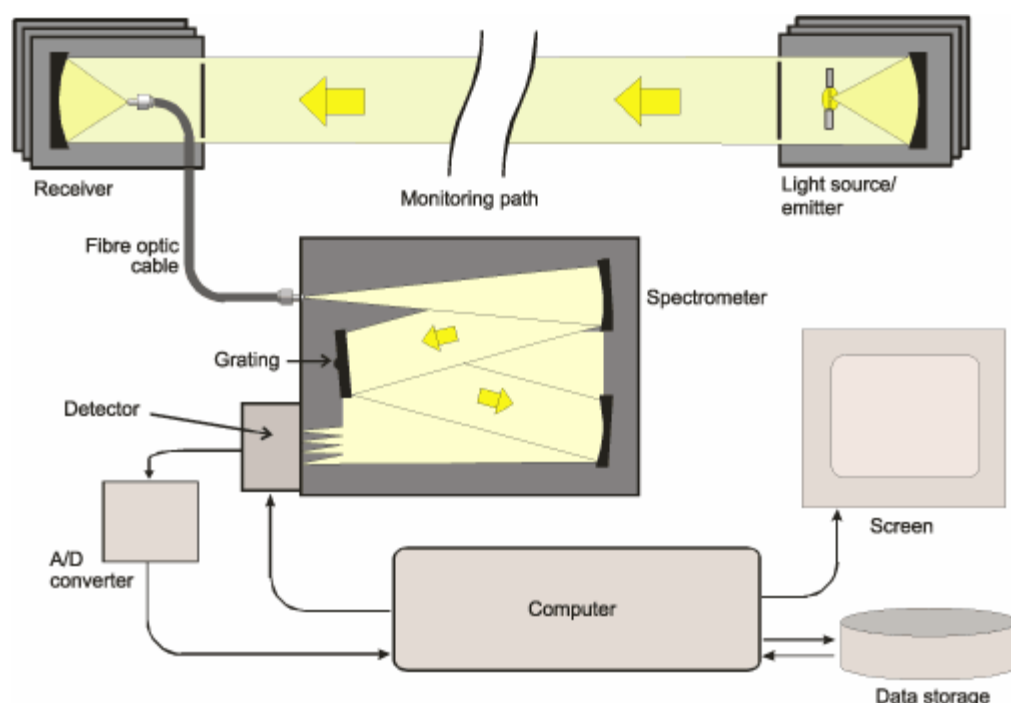 Receiver
Light source/
emitter
Monitoring path
Fibre optic
cable
Spectrometer
Grating
Detector
Screen
A/D
converter
Computer
Data storage